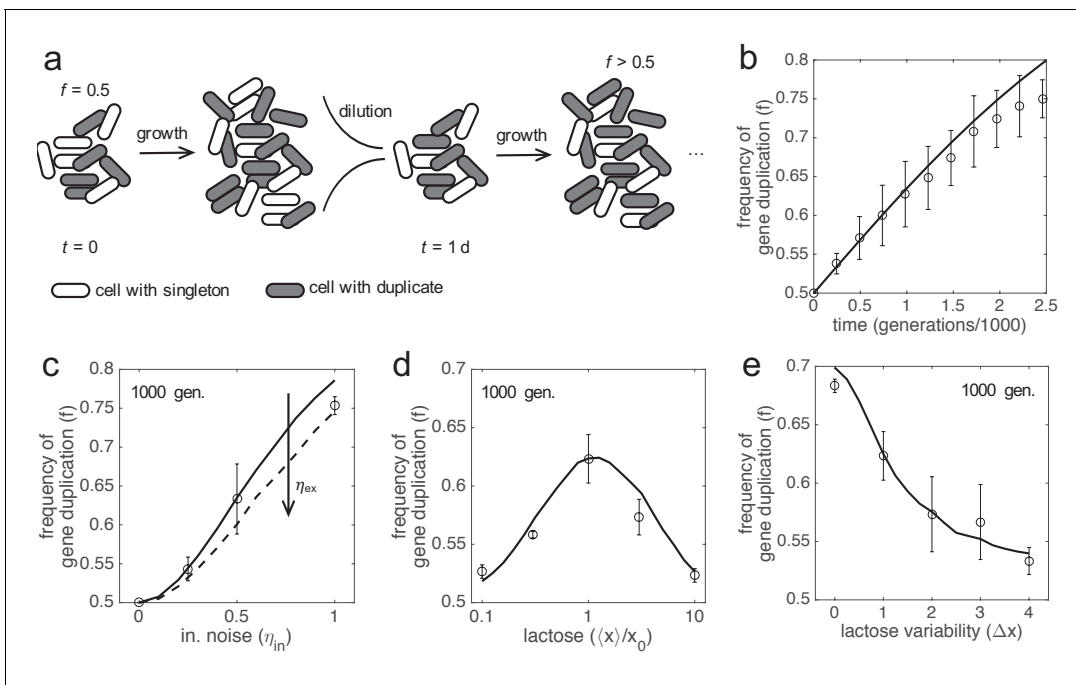 a
f = 0.5
growth
dilution
f > 0.5
growth
...
t = 0
t = 1 d
cell with singleton
cell with duplicate
b
frequency of
gene duplication (f)
0.8
0.75
0.7
0.65
0.6
0.55
0.5
0 0.5 1 1.5 2 2.5
time (generations/1000)
c
1000 gen.
frequency of
gene duplication (f)
0.8
0.75
0.7
0.65
0.6
0.55
0.5
ηex
0 0.5 1
in. noise (ηin)
d
1000 gen.
frequency of
gene duplication (f)
0.7
0.65
0.6
0.55
0.5
0.1 1 10
lactose (⟨x⟩/x0)
e
1000 gen.
frequency of
gene duplication (f)
0.7
0.65
0.6
0.55
0.5
0 1 2 3 4
lactose variability (Δx)